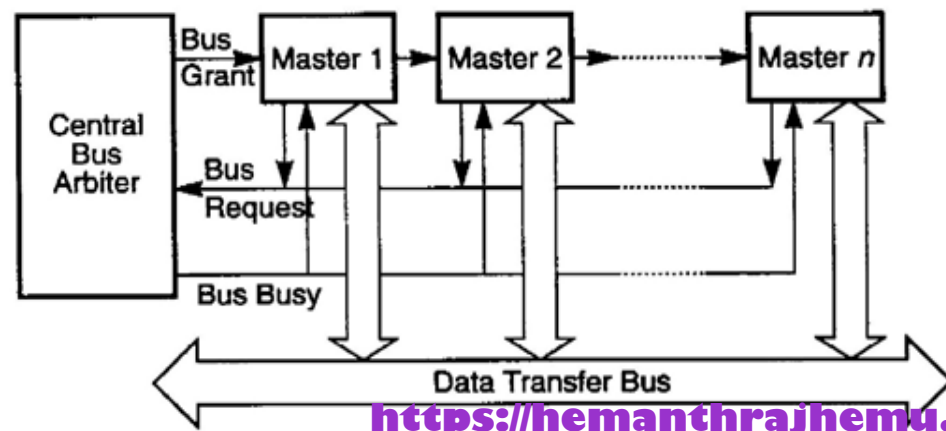 Bus
Grant
Master 1
Master 2
Master n
Central
Bus
Arbiter
Bus
Request
Bus Busy
Data Transfer Bus
https://hemanthrajhemu.